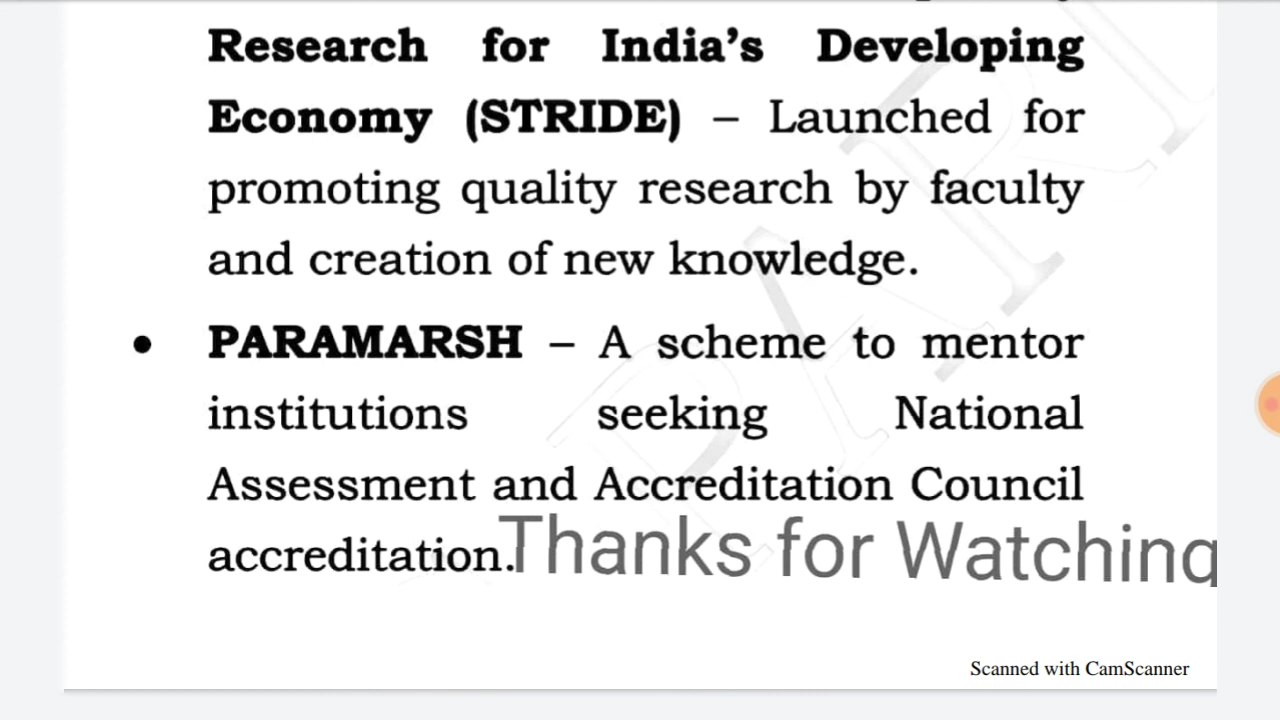 Research for India's Developing
Economy (STRIDE) – Launched for
promoting quality research by faculty
and creation of new knowledge.
• PARAMARSH – A scheme to mentor
institutions seeking National
Assessment and Accreditation Council
accreditation.
Thanks for Watching
Scanned with CamScanner